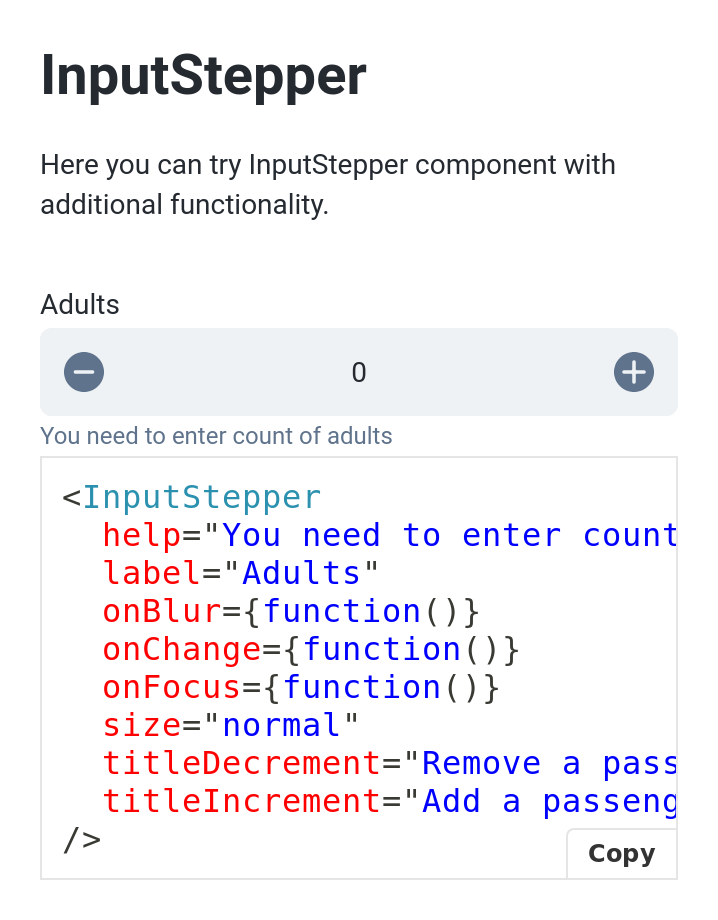 InputStepper
Here you can try InputStepper component with
additional functionality.
Adults
0
You need to enter count of adults
<InputStepper
  help="You need to enter count
  label="Adults"
  onBlur={function()}
  onChange={function()}
  onFocus={function()}
  size="normal"
  titleDecrement="Remove a pass
  titleIncrement="Add a passeng
/>
Copy